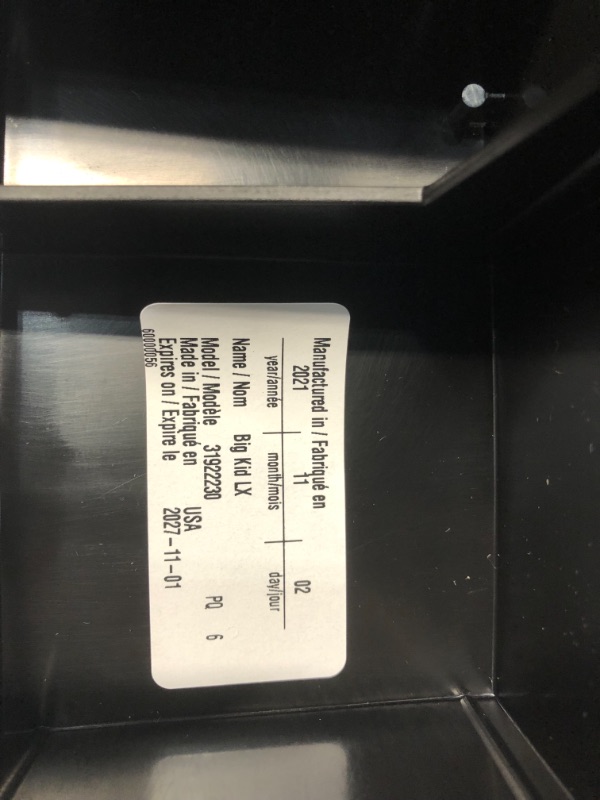 Manufactured in / Fabriqué en
2021 11 02
year/année month/mois day/jour
Name / Nom Big Kid LX
Model / Modèle 31922230 PQ 6
Made in / Fabriqué en USA
Expires on / Expire le 2027-11-01
60000056